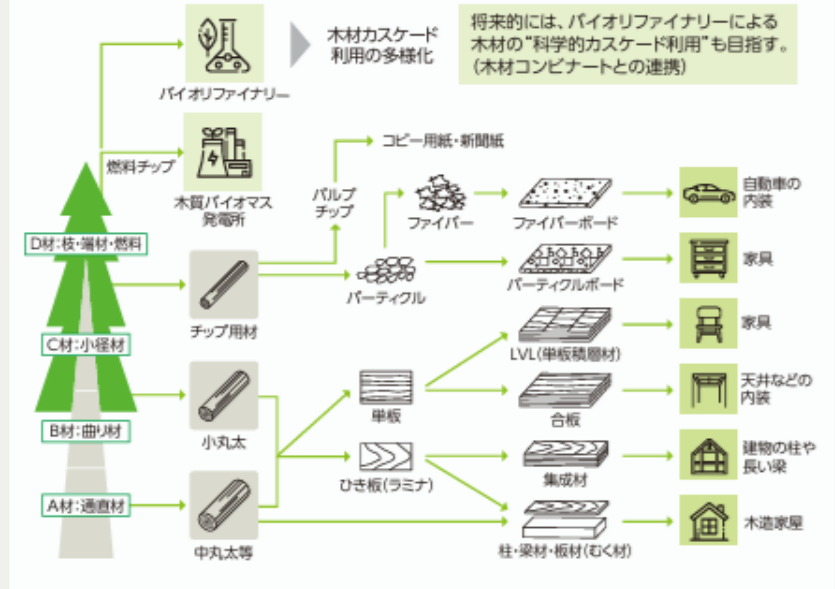 木材カスケード
利用の多様化
将来的には、バイオリファイナリーによる
木材の“科学的カスケード利用”も目指す。
（木材コンビナートとの連携）
バイオリファイナリー
燃料チップ
木質バイオマス
発電所
コピー用紙・新聞紙
パルプ
チップ
ファイバー
ファイバーボード
自動車の
内装
D材：枝・端材・燃料
チップ用材
パーティクル
パーティクルボード
家具
C材：小径材
LVL（単板積層材）
家具
B材：曲り材
小丸太
単板
合板
天井などの
内装
ひき板（ラミナ）
集成材
建物の柱や
長い梁
A材：通直材
中丸太等
柱・梁材・板材（むく材）
木造家屋